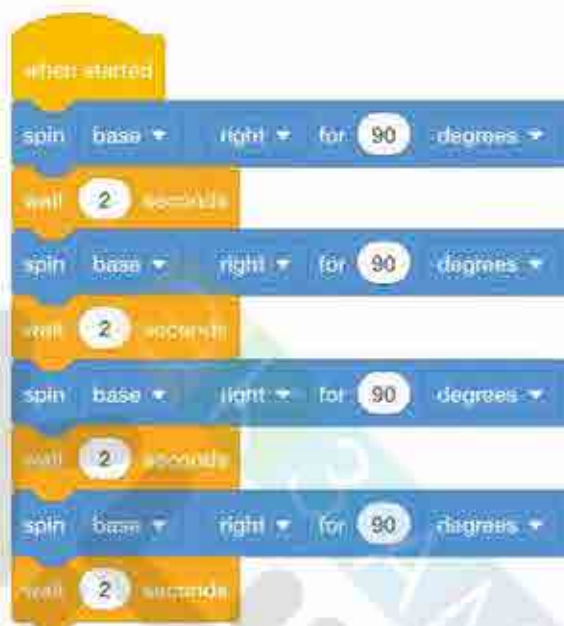 when started
spin base right for 90 degrees
wait 2 seconds
spin base right for 90 degrees
wait 2 seconds
spin base right for 90 degrees
wait 2 seconds
spin base right for 90 degrees
wait 2 seconds